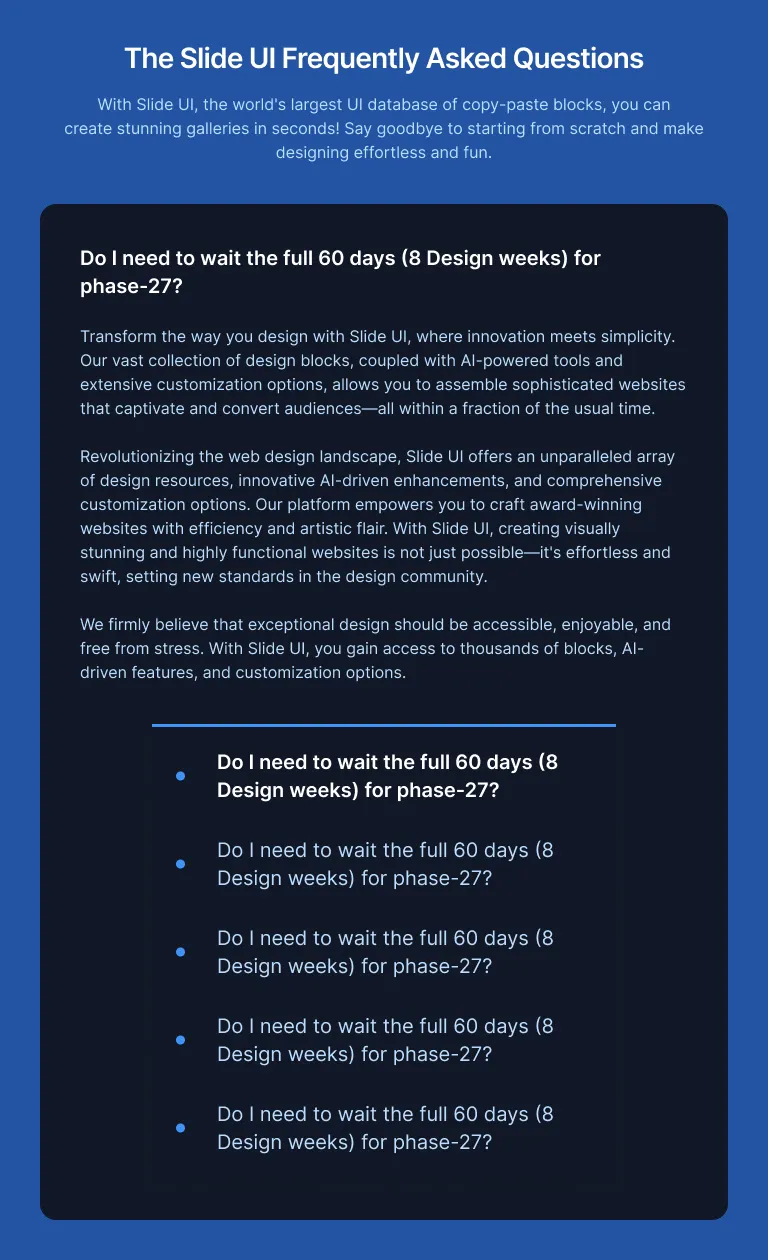 The Slide UI Frequently Asked Questions
With Slide UI, the world's largest UI database of copy-paste blocks, you can
create stunning galleries in seconds! Say goodbye to starting from scratch and make
designing effortless and fun.
Do I need to wait the full 60 days (8 Design weeks) for
phase-27?
Transform the way you design with Slide UI, where innovation meets simplicity.
Our vast collection of design blocks, coupled with AI-powered tools and
extensive customization options, allows you to assemble sophisticated websites
that captivate and convert audiences—all within a fraction of the usual time.
Revolutionizing the web design landscape, Slide UI offers an unparalleled array
of design resources, innovative AI-driven enhancements, and comprehensive
customization options. Our platform empowers you to craft award-winning
websites with efficiency and artistic flair. With Slide UI, creating visually
stunning and highly functional websites is not just possible—it's effortless and
swift, setting new standards in the design community.
We firmly believe that exceptional design should be accessible, enjoyable, and
free from stress. With Slide UI, you gain access to thousands of blocks, AI-
driven features, and customization options.
Do I need to wait the full 60 days (8
Design weeks) for phase-27?
Do I need to wait the full 60 days (8
Design weeks) for phase-27?
Do I need to wait the full 60 days (8
Design weeks) for phase-27?
Do I need to wait the full 60 days (8
Design weeks) for phase-27?
Do I need to wait the full 60 days (8
Design weeks) for phase-27?